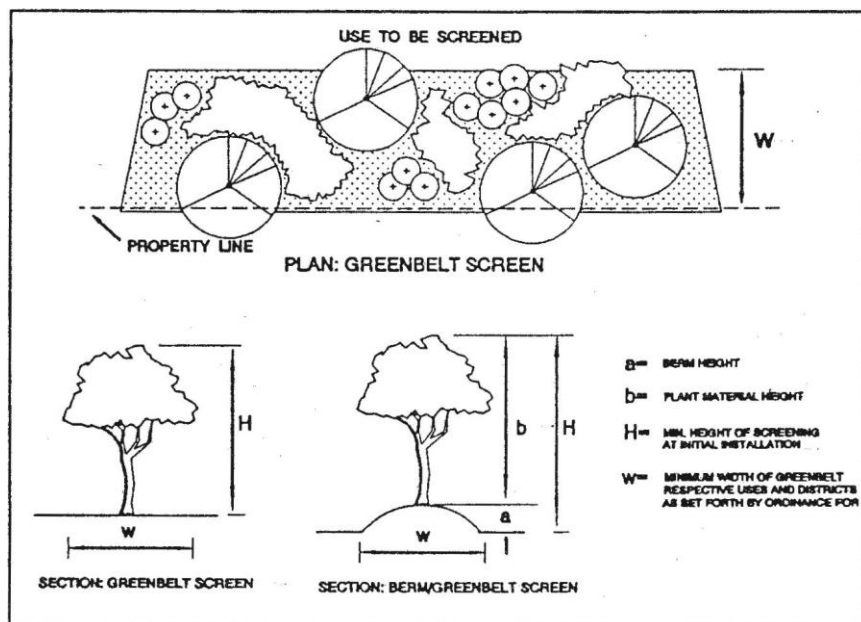 USE TO BE SCREENED
W
PROPERTY LINE
PLAN: GREENBELT SCREEN
H
W
SECTION: GREENBELT SCREEN
b
H
a
W
SECTION: BERM/GREENBELT SCREEN
a= BERM HEIGHT
b= PLANT MATERIAL HEIGHT
H= MIN. HEIGHT OF SCREENING
AT INITIAL INSTALLATION
W= MINIMUM WIDTH OF GREENBELT
RESPECTIVE USES AND DISTRICTS
AS SET FORTH BY ORDINANCE FOR